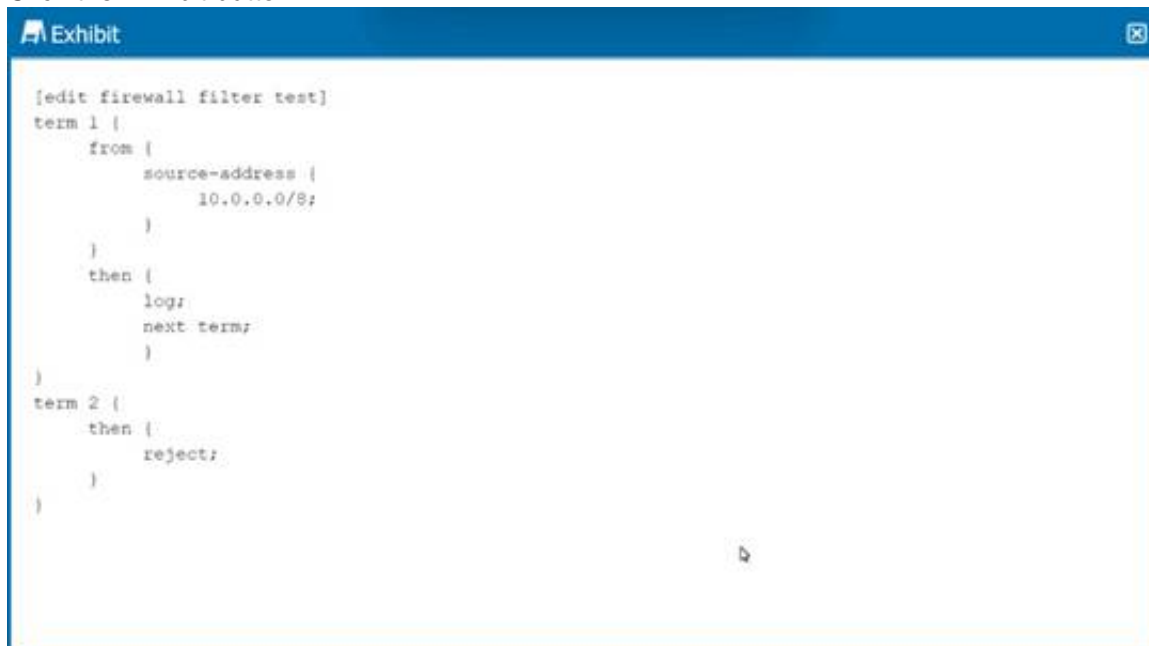 Exhibit
[edit firewall filter test]
term 1 {
from {
source-address {
10.0.0.0/8;
}
}
then {
log;
next term;
}
}
term 2 {
then {
reject;
}
}